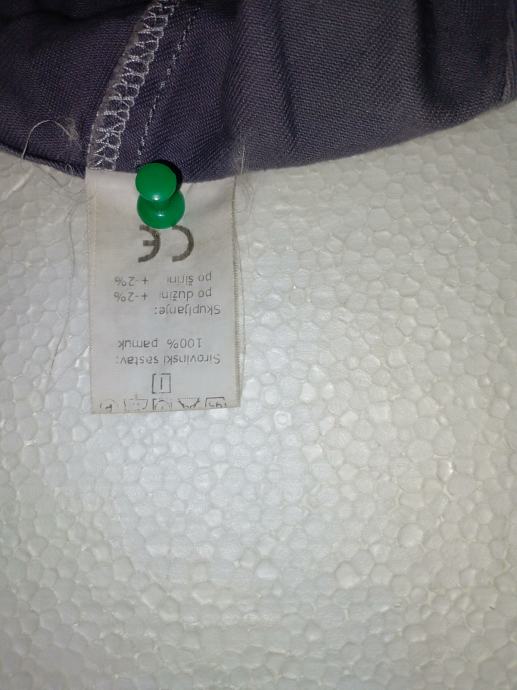 Sirovinski sastav:
100% pamuk
Skupljanje:
po dužini +-2%
po širini +-2%
CE